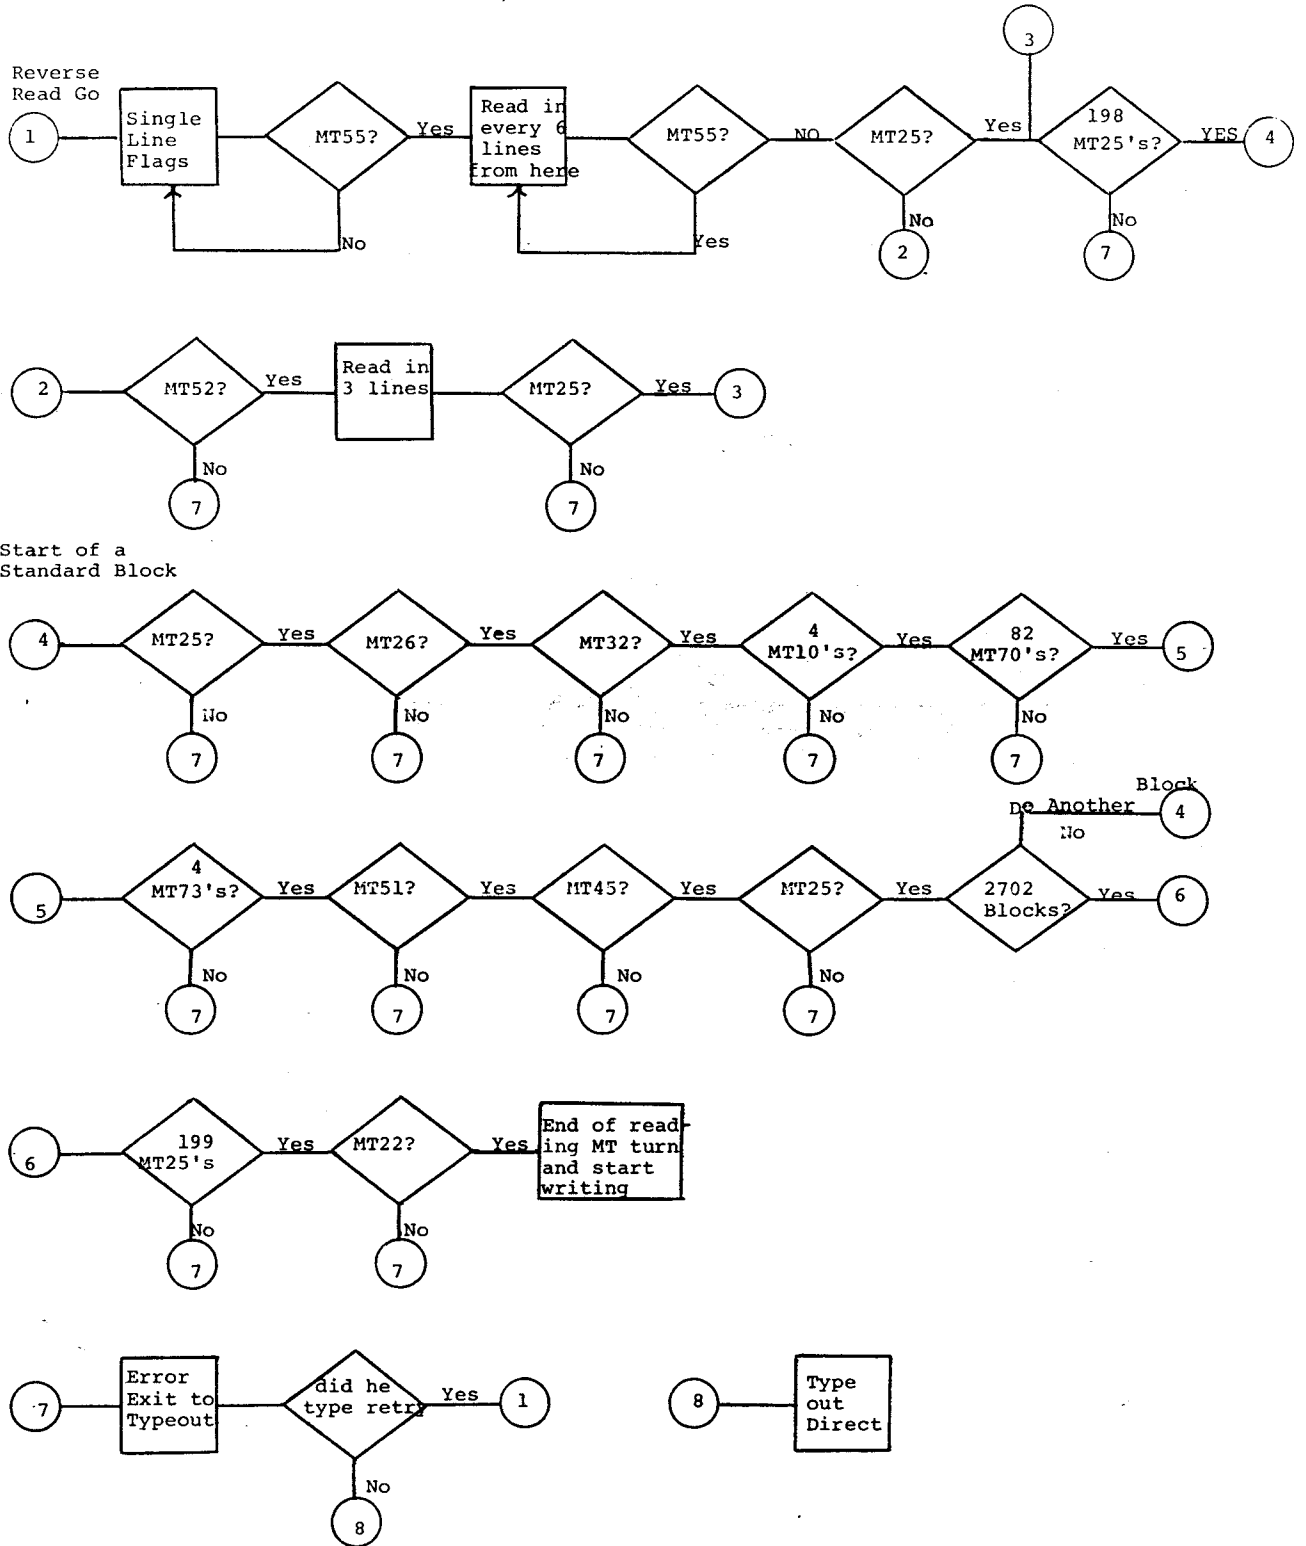 3
Reverse
Read Go
1
Single
Line
Flags
MT55?
Yes
No
Read in
every 6
lines
from here
MT55?
Yes
NO
MT25?
Yes
No
2
198
MT25's?
YES
4
No
7
2
MT52?
Yes
No
7
Read in
3 lines
MT25?
Yes
3
No
7
Start of a
Standard Block
4
MT25?
Yes
No
7
MT26?
Yes
No
7
MT32?
Yes
No
7
4
MT10's?
Yes
No
7
82
MT70's?
Yes
5
No
7
Block
Do Another
4
No
5
4
MT73's?
Yes
No
7
MT51?
Yes
No
7
MT45?
Yes
No
7
MT25?
Yes
No
7
2702
Blocks?
Yes
6
6
199
MT25's
Yes
No
7
MT22?
Yes
No
7
End of read-
ing MT turn
and start
writing
7
Error
Exit to
Typeout
did he
type retry
Yes
1
No
8
8
Type
out
Direct